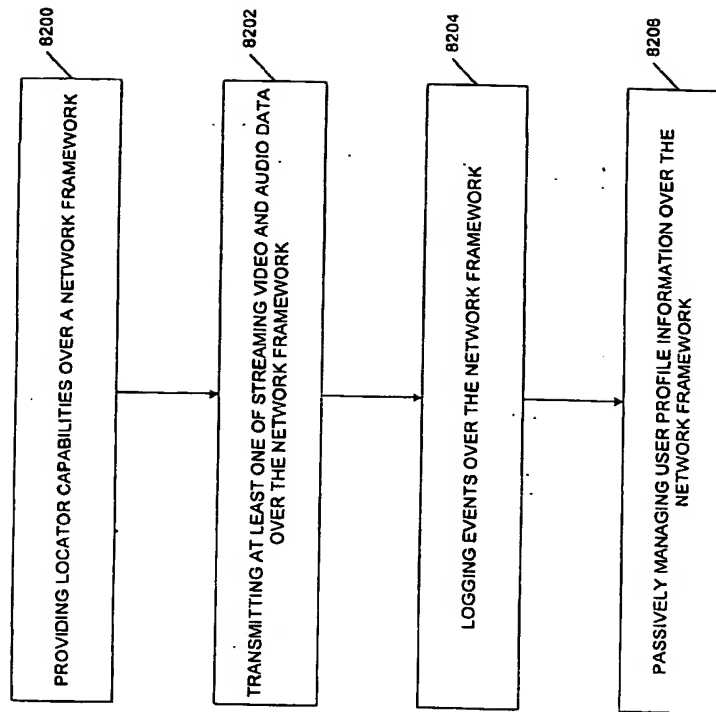 8200
PROVIDING LOCATOR CAPABILITIES OVER A NETWORK FRAMEWORK
8202
TRANSMITTING AT LEAST ONE OF STREAMING VIDEO AND AUDIO DATA
OVER THE NETWORK FRAMEWORK
8204
LOGGING EVENTS OVER THE NETWORK FRAMEWORK
8208
PASSIVELY MANAGING USER PROFILE INFORMATION OVER THE
NETWORK FRAMEWORK